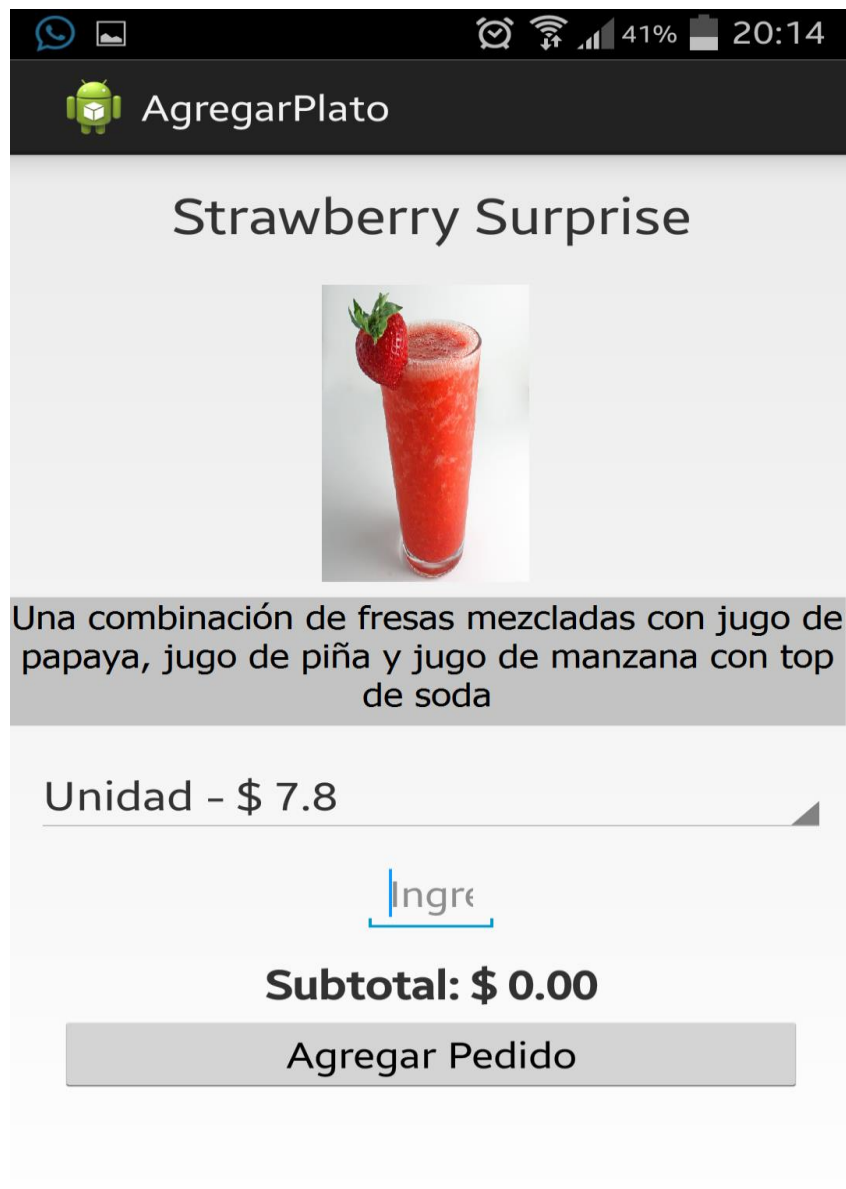 41% 20:14
AgregarPlato
Strawberry Surprise
Una combinación de fresas mezcladas con jugo de
papaya, jugo de piña y jugo de manzana con top
de soda
Unidad - $ 7.8
Ingre
Subtotal: $ 0.00
Agregar Pedido